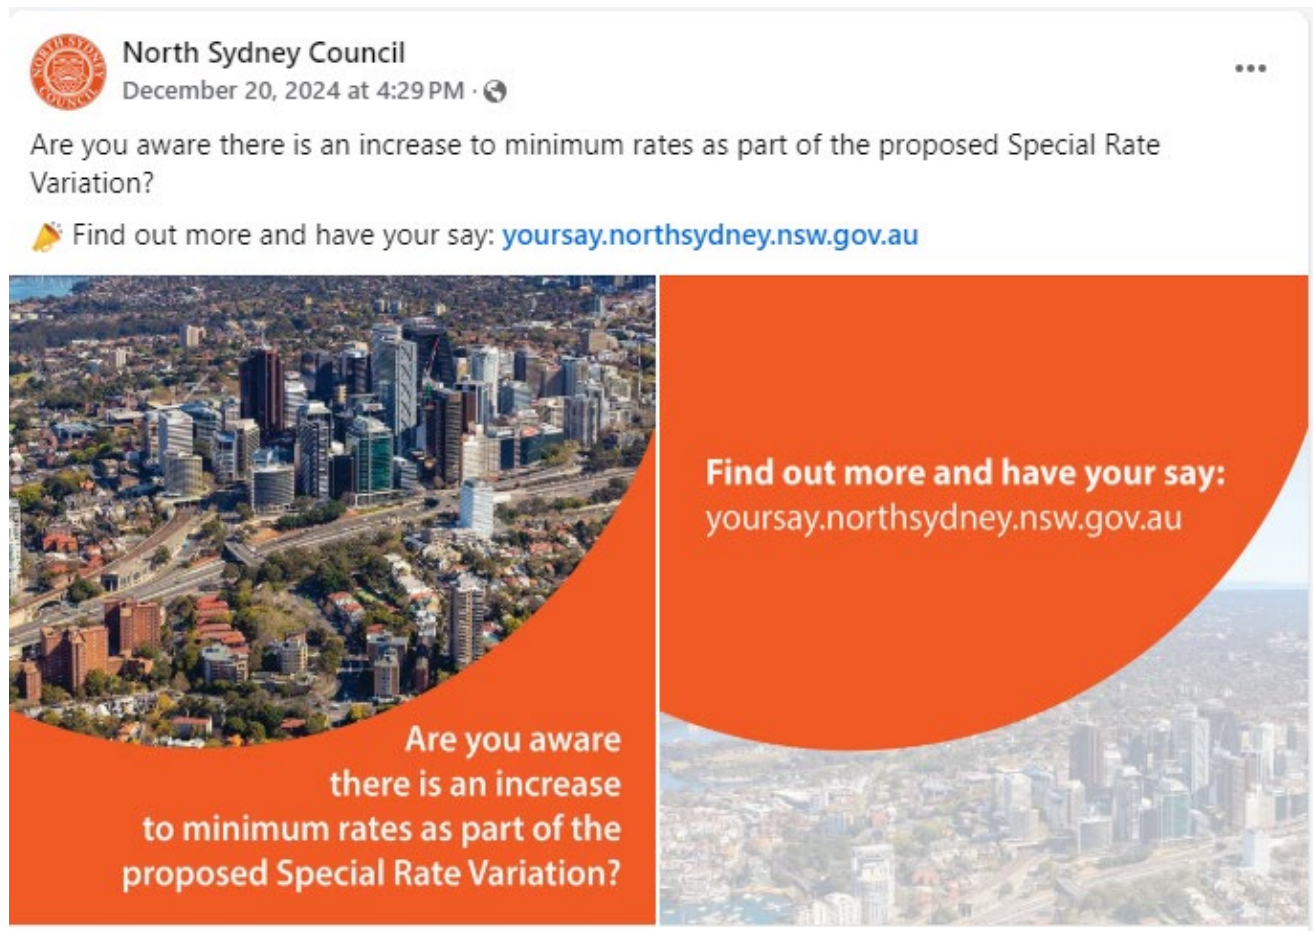 NORTH SYDNEY
COUNCIL
North Sydney Council
December 20, 2024 at 4:29 PM ·
Are you aware there is an increase to minimum rates as part of the proposed Special Rate
Variation?
Find out more and have your say: yoursay.northsydney.nsw.gov.au
Are you aware
there is an increase
to minimum rates as part of the
proposed Special Rate Variation?
Find out more and have your say:
yoursay.northsydney.nsw.gov.au